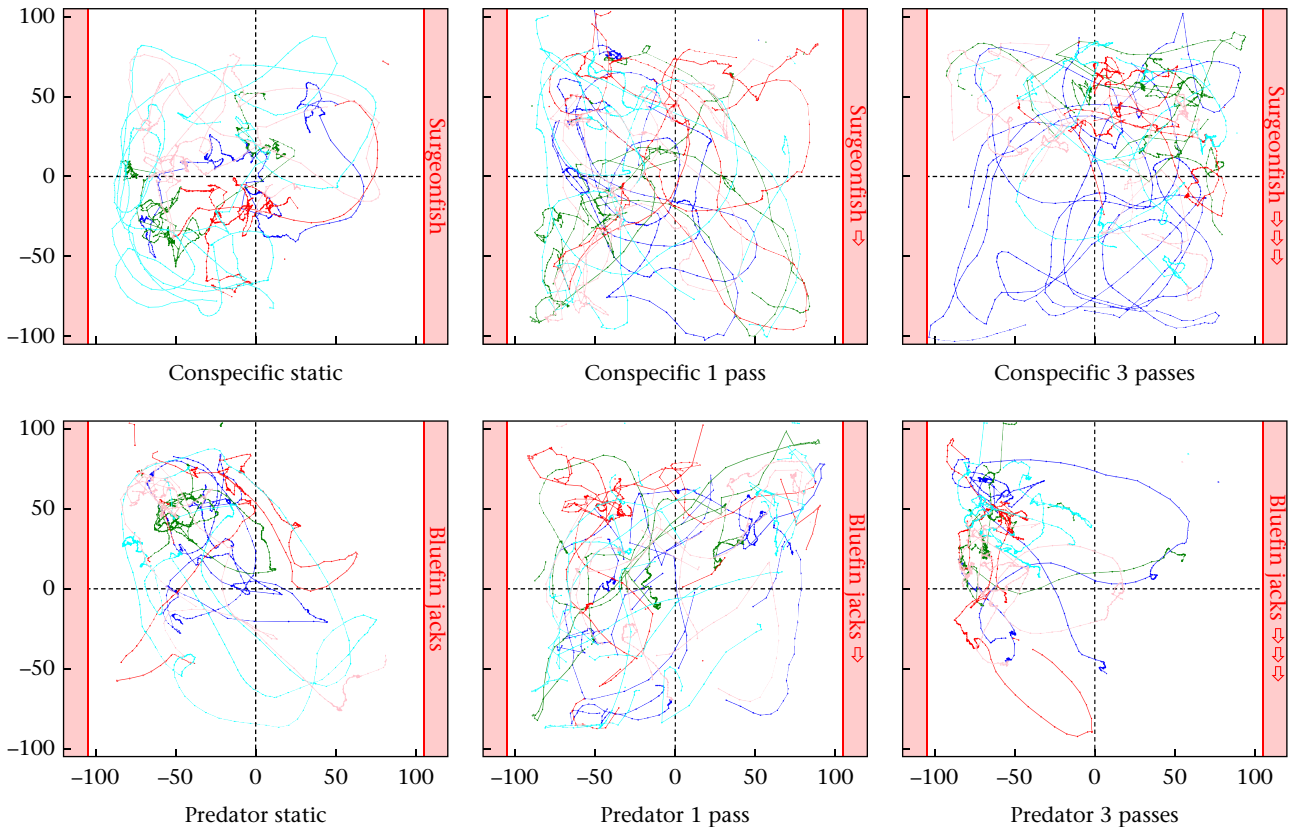 100
50
0
–50
–100
Surgeonfish
Surgeonfish ⇩
Surgeonfish ⇩⇩⇩
Conspecific static
Conspecific 1 pass
Conspecific 3 passes
100
50
0
–50
–100
Bluefin jacks
Bluefin jacks ⇩
Bluefin jacks ⇩⇩⇩
–100 –50 0 50 100
–100 –50 0 50 100
–100 –50 0 50 100
Predator static
Predator 1 pass
Predator 3 passes